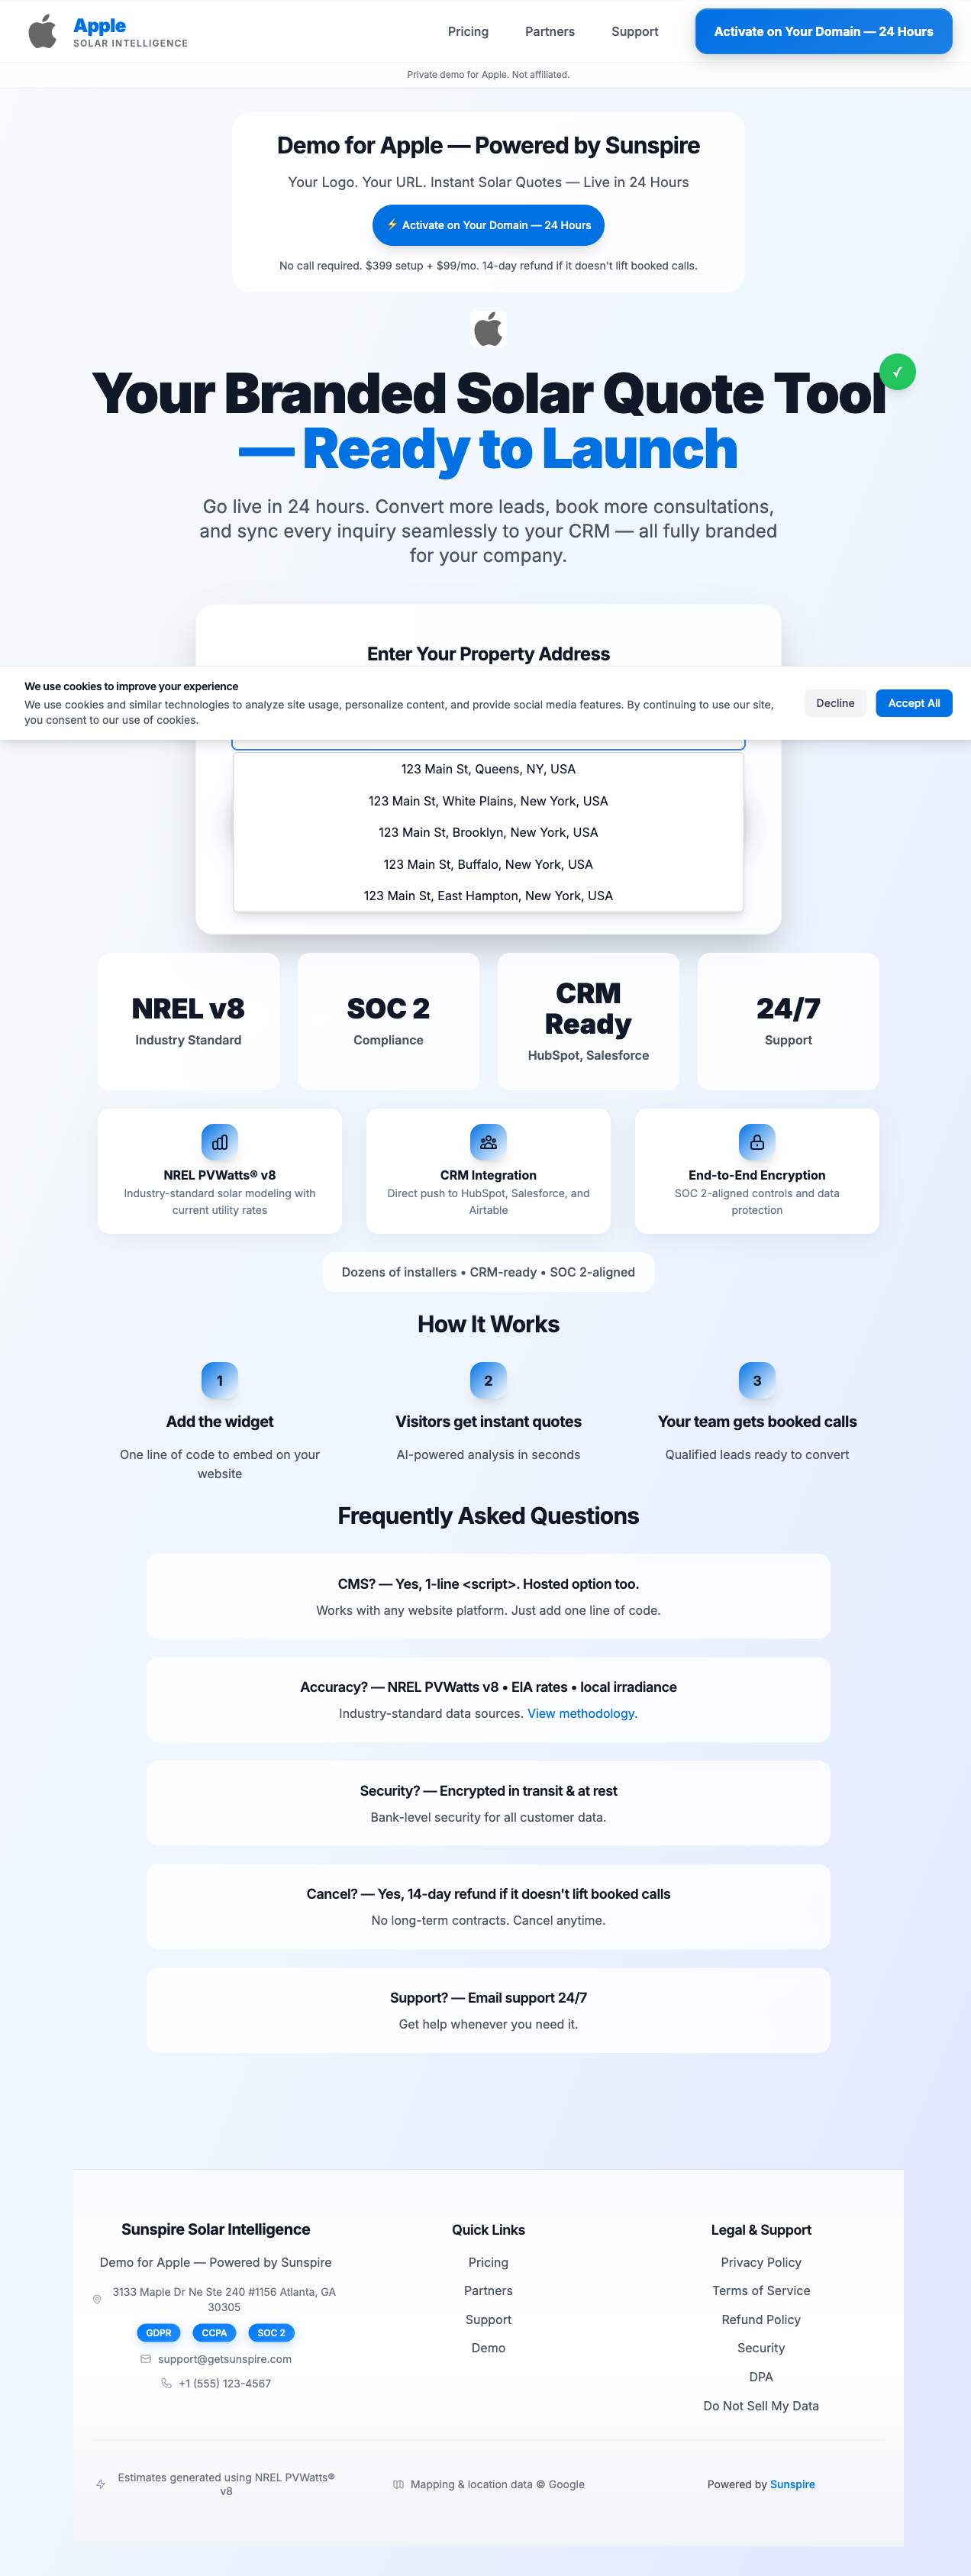 Apple
SOLAR INTELLIGENCE
Pricing
Partners
Support
Activate on Your Domain — 24 Hours
Private demo for Apple. Not affiliated.
Demo for Apple — Powered by Sunspire
Your Logo. Your URL. Instant Solar Quotes — Live in 24 Hours
⚡ Activate on Your Domain — 24 Hours
No call required. $399 setup + $99/mo. 14-day refund if it doesn't lift booked calls.
Your Branded Solar Quote Tool
— Ready to Launch
✓
Go live in 24 hours. Convert more leads, book more consultations,
and sync every inquiry seamlessly to your CRM — all fully branded
for your company.
Enter Your Property Address
We use cookies to improve your experience
We use cookies and similar technologies to analyze site usage, personalize content, and provide social media features. By continuing to use our site,
you consent to our use of cookies.
Decline
Accept All
123 Main St, Queens, NY, USA
123 Main St, White Plains, New York, USA
123 Main St, Brooklyn, New York, USA
123 Main St, Buffalo, New York, USA
123 Main St, East Hampton, New York, USA
NREL v8
Industry Standard
SOC 2
Compliance
CRM
Ready
HubSpot, Salesforce
24/7
Support
NREL PVWatts® v8
Industry-standard solar modeling with
current utility rates
CRM Integration
Direct push to HubSpot, Salesforce, and
Airtable
End-to-End Encryption
SOC 2-aligned controls and data
protection
Dozens of installers • CRM-ready • SOC 2-aligned
How It Works
1
Add the widget
One line of code to embed on your
website
2
Visitors get instant quotes
AI-powered analysis in seconds
3
Your team gets booked calls
Qualified leads ready to convert
Frequently Asked Questions
CMS? — Yes, 1-line <script>. Hosted option too.
Works with any website platform. Just add one line of code.
Accuracy? — NREL PVWatts v8 • EIA rates • local irradiance
Industry-standard data sources. View methodology.
Security? — Encrypted in transit & at rest
Bank-level security for all customer data.
Cancel? — Yes, 14-day refund if it doesn't lift booked calls
No long-term contracts. Cancel anytime.
Support? — Email support 24/7
Get help whenever you need it.
Sunspire Solar Intelligence
Demo for Apple — Powered by Sunspire
3133 Maple Dr Ne Ste 240 #1156 Atlanta, GA
30305
GDPR
CCPA
SOC 2
support@getsunspire.com
+1 (555) 123-4567
Quick Links
Pricing
Partners
Support
Demo
Legal & Support
Privacy Policy
Terms of Service
Refund Policy
Security
DPA
Do Not Sell My Data
Estimates generated using NREL PVWatts®
v8
Mapping & location data © Google
Powered by Sunspire